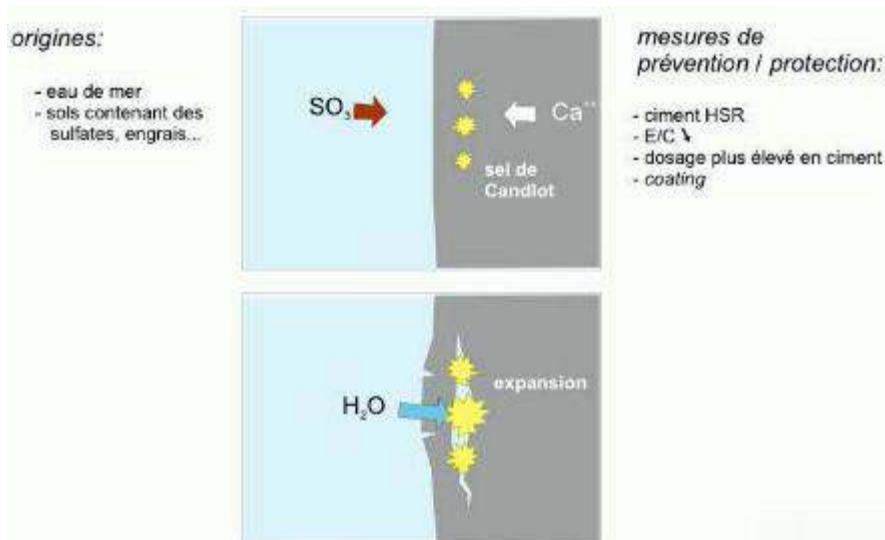 origines:
- eau de mer
- sols contenant des
sulfates, engrais...
SO₃
Ca⁺⁺
sel de
Candlot
mesures de
prévention / protection:
- ciment HSR
- E/C ↘
- dosage plus élevé en ciment
- coating
H₂O
expansion